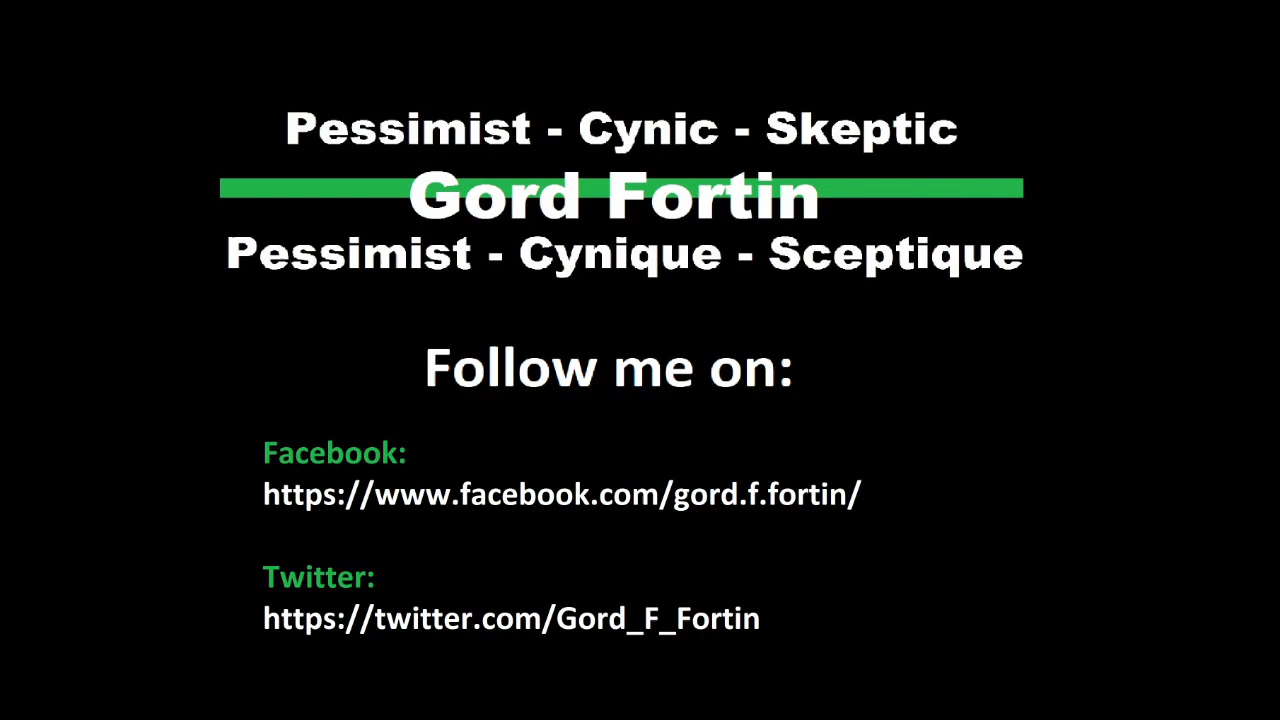 Pessimist - Cynic - Skeptic
Gord Fortin
Pessimist - Cynique - Sceptique
Follow me on:
Facebook:
https://www.facebook.com/gord.f.fortin/
Twitter:
https://twitter.com/Gord_F_Fortin